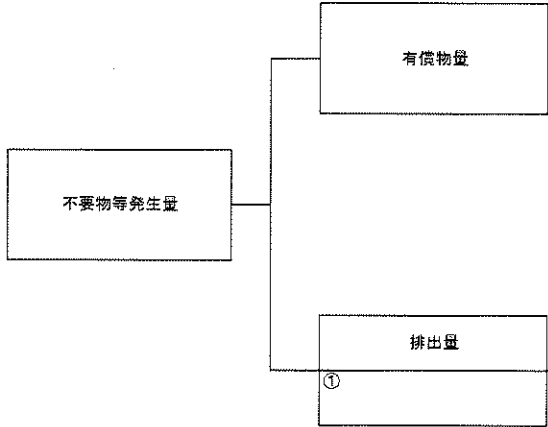 有償物量
不要物等発生量
排出量
①